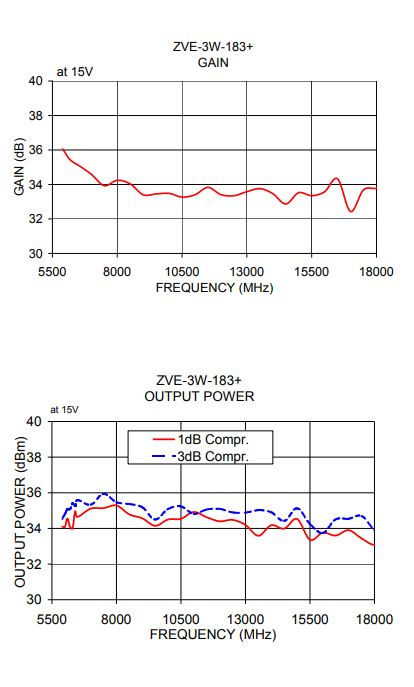 ZVE-3W-183+
GAIN
at 15V
40
38
36
34
32
30
GAIN (dB)
5500 8000 10500 13000 15500 18000
FREQUENCY (MHz)
ZVE-3W-183+
OUTPUT POWER
at 15V
40
38
36
34
32
30
OUTPUT POWER (dBm)
1dB Compr.
3dB Compr.
5500 8000 10500 13000 15500 18000
FREQUENCY (MHz)